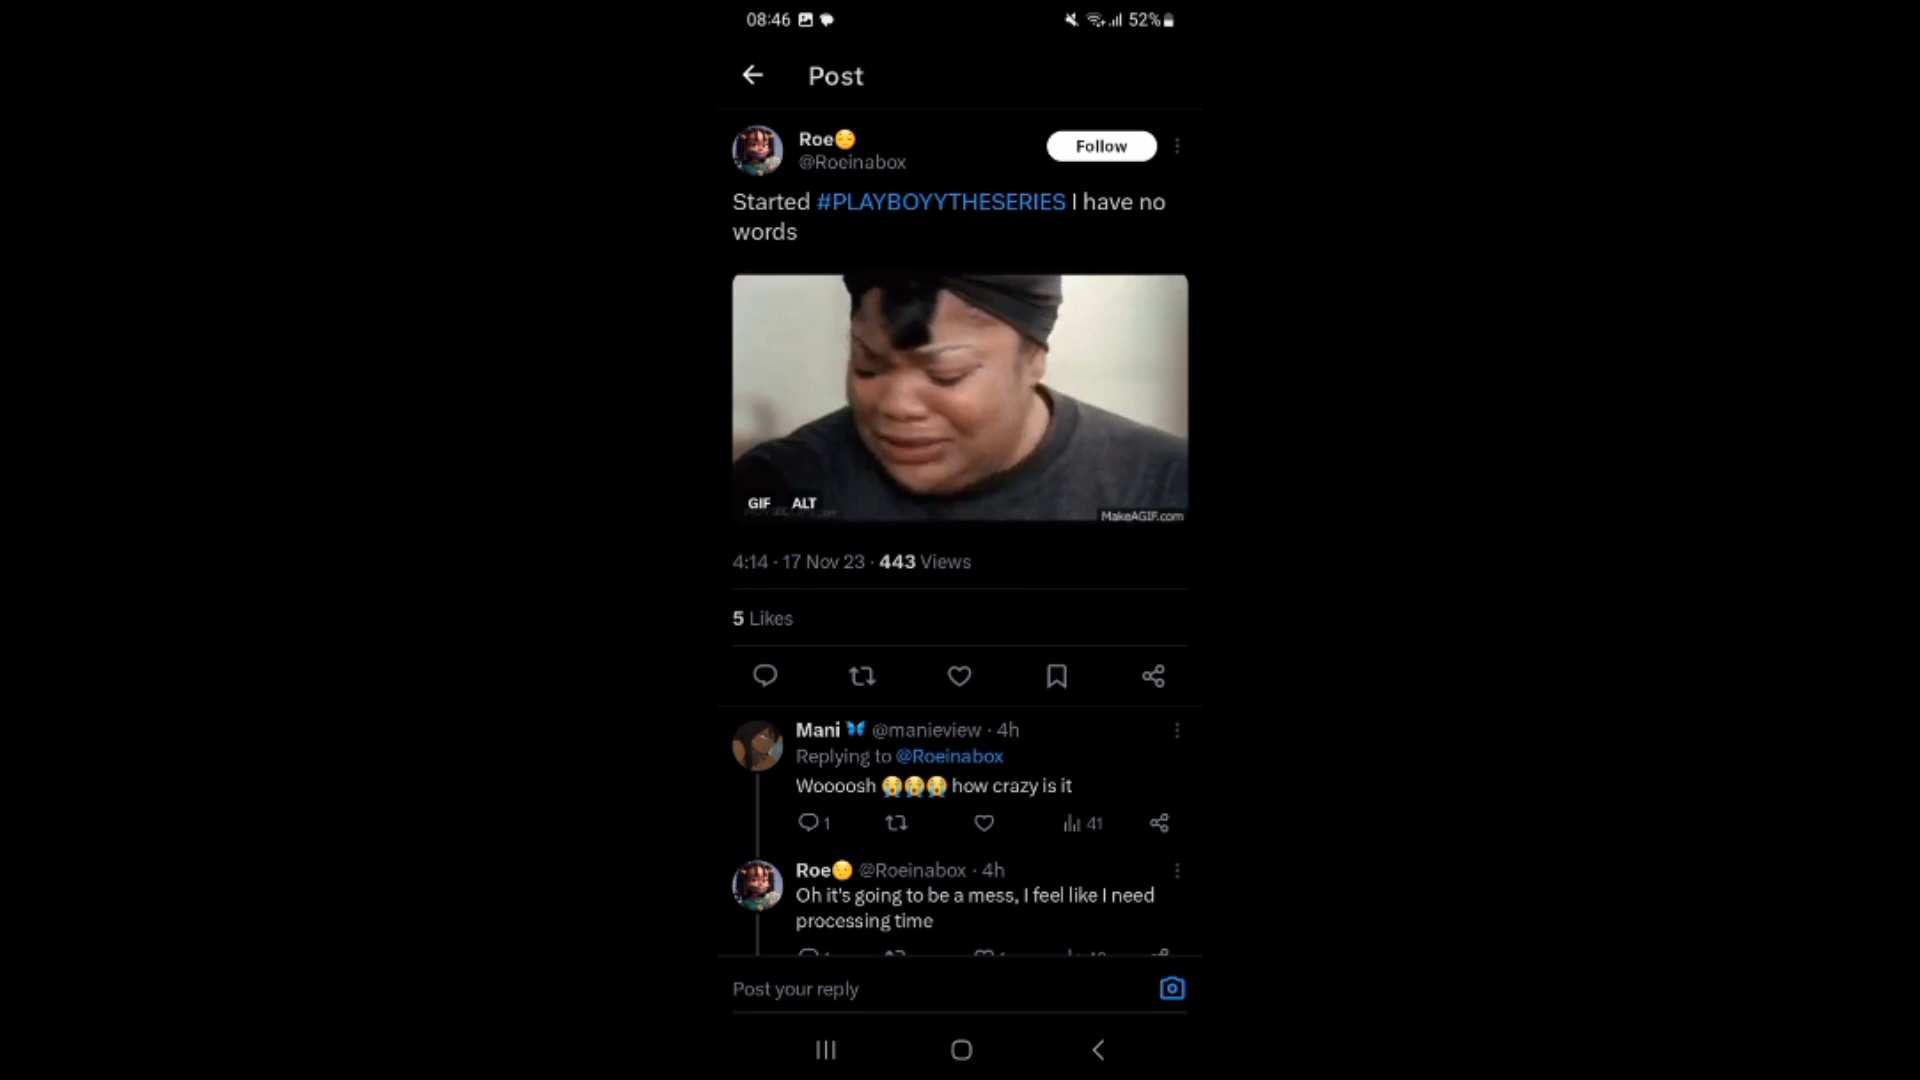 08:46 52%
Post
Roe😌
@Roeinabox
Follow
Started #PLAYBOYYTHESERIES I have no
words
GIF ALT
MakeAGIF.com
4:14 · 17 Nov 23 · 443 Views
5 Likes
Mani 🦋 @manieview · 4h
Replying to @Roeinabox
Woooosh 😭😭😭 how crazy is it
1 41
Roe😌 @Roeinabox · 4h
Oh it's going to be a mess, I feel like I need
processing time
Post your reply